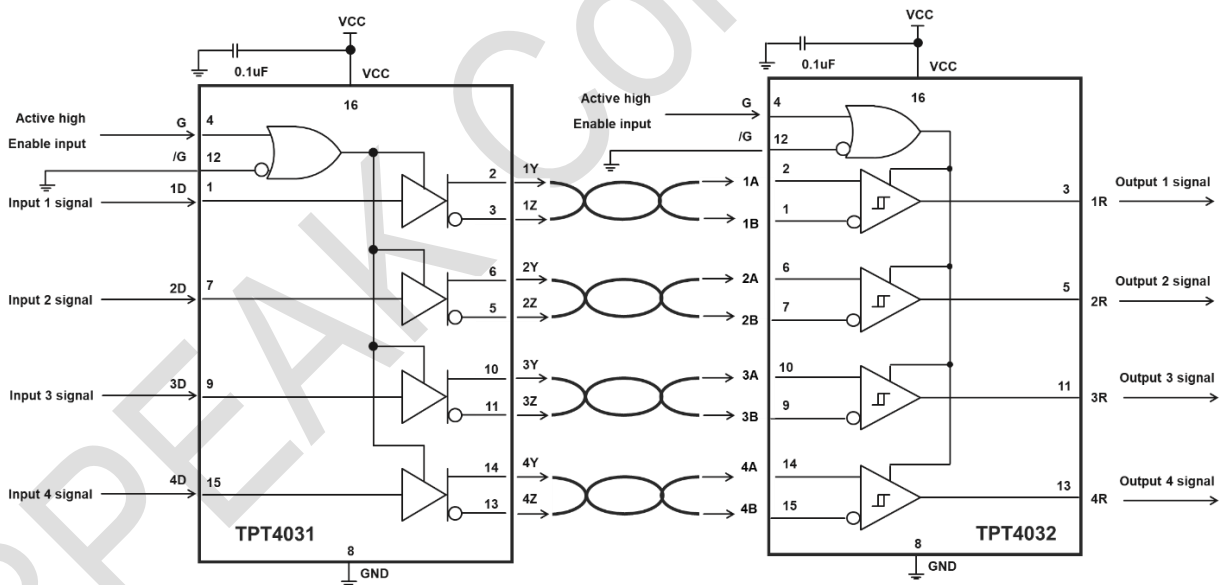 VCC
VCC
0.1uF
VCC
0.1uF
VCC
16
16
Active high
Enable input
G
4
/G
12
Active high
Enable input
G
4
/G
12
1D
1
Input 1 signal
2
1Y
3
1Z
1A
2
1B
1
3
1R
Output 1 signal
2D
7
Input 2 signal
6
2Y
5
2Z
2A
6
2B
7
5
2R
Output 2 signal
3D
9
Input 3 signal
10
3Y
11
3Z
3A
10
3B
9
11
3R
Output 3 signal
4D
15
Input 4 signal
14
4Y
13
4Z
4A
14
4B
15
13
4R
Output 4 signal
TPT4031
TPT4032
8
GND
8
GND
PEAK Co